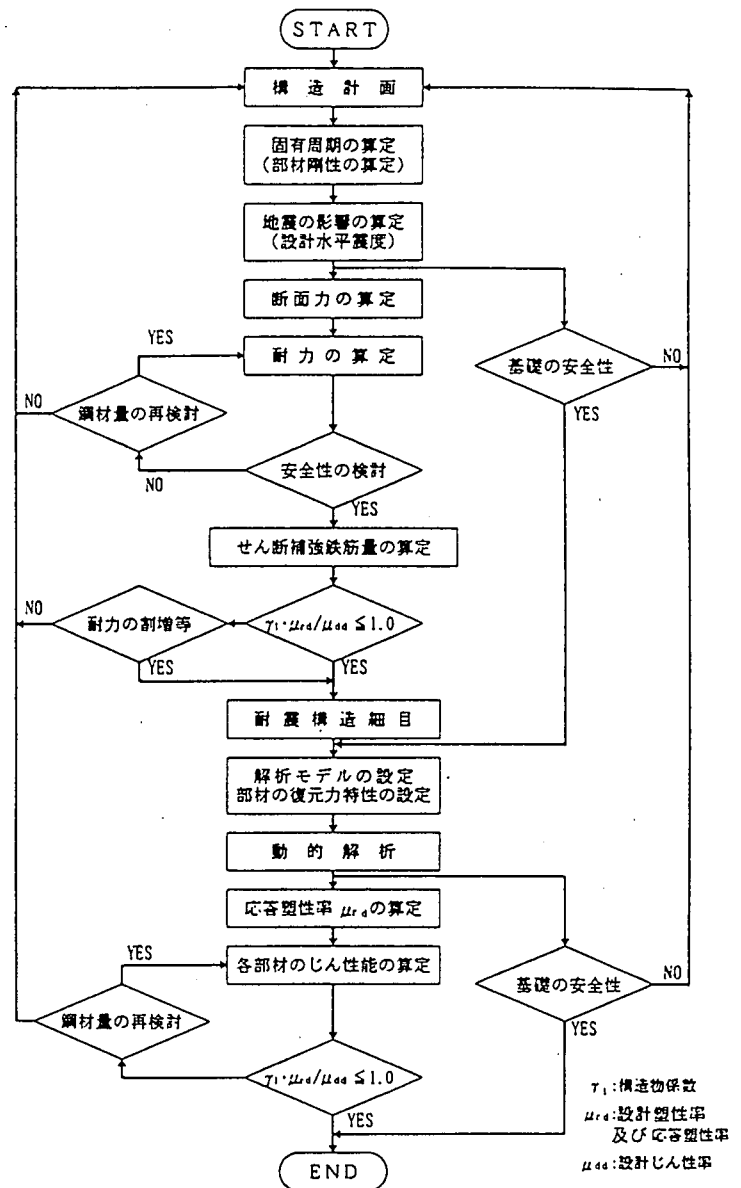 START
構造計画
固有周期の算定
（部材剛性の算定）
地震の影響の算定
（設計水平震度）
断面力の算定
YES
耐力の算定
基礎の安全性
NO
NO
鋼材量の再検討
YES
安全性の検討
NO
YES
せん断補強鉄筋量の算定
NO
耐力の割増等
γi・μrd/μdd≦1.0
YES
YES
耐震構造細目
解析モデルの設定
部材の復元力特性の設定
動的解析
応答塑性率 μrdの算定
YES
各部材のじん性能の算定
基礎の安全性
NO
鋼材量の再検討
YES
γi・μrd/μdd≦1.0
γi:構造物係数
YES
μrd:設計塑性率
及び応答塑性率
μdd:設計じん性率
END